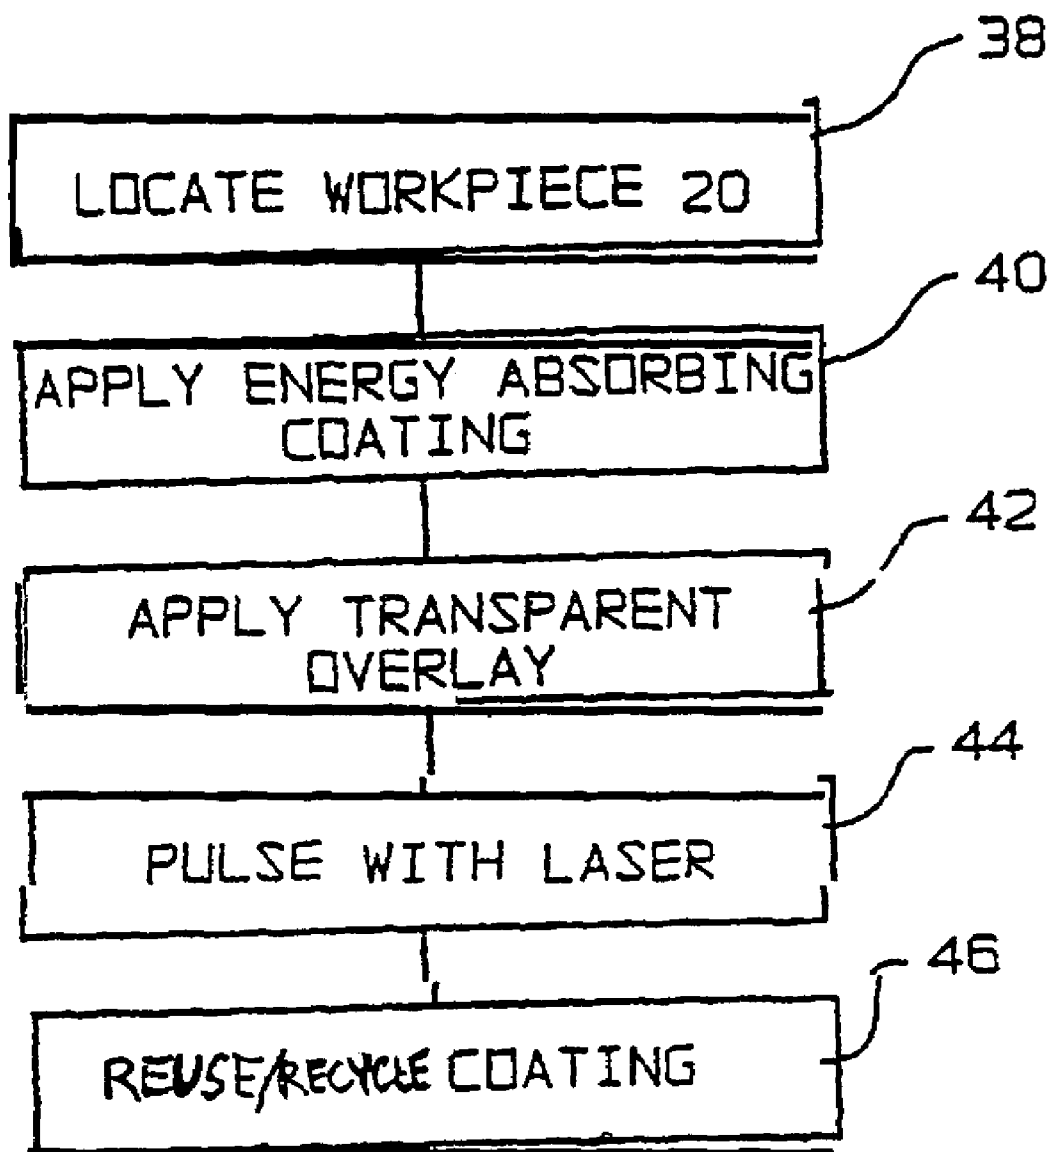 38
LOCATE WORKPIECE 20
40
APPLY ENERGY ABSORBING
COATING
42
APPLY TRANSPARENT
OVERLAY
44
PULSE WITH LASER
46
REUSE/RECYCLE COATING